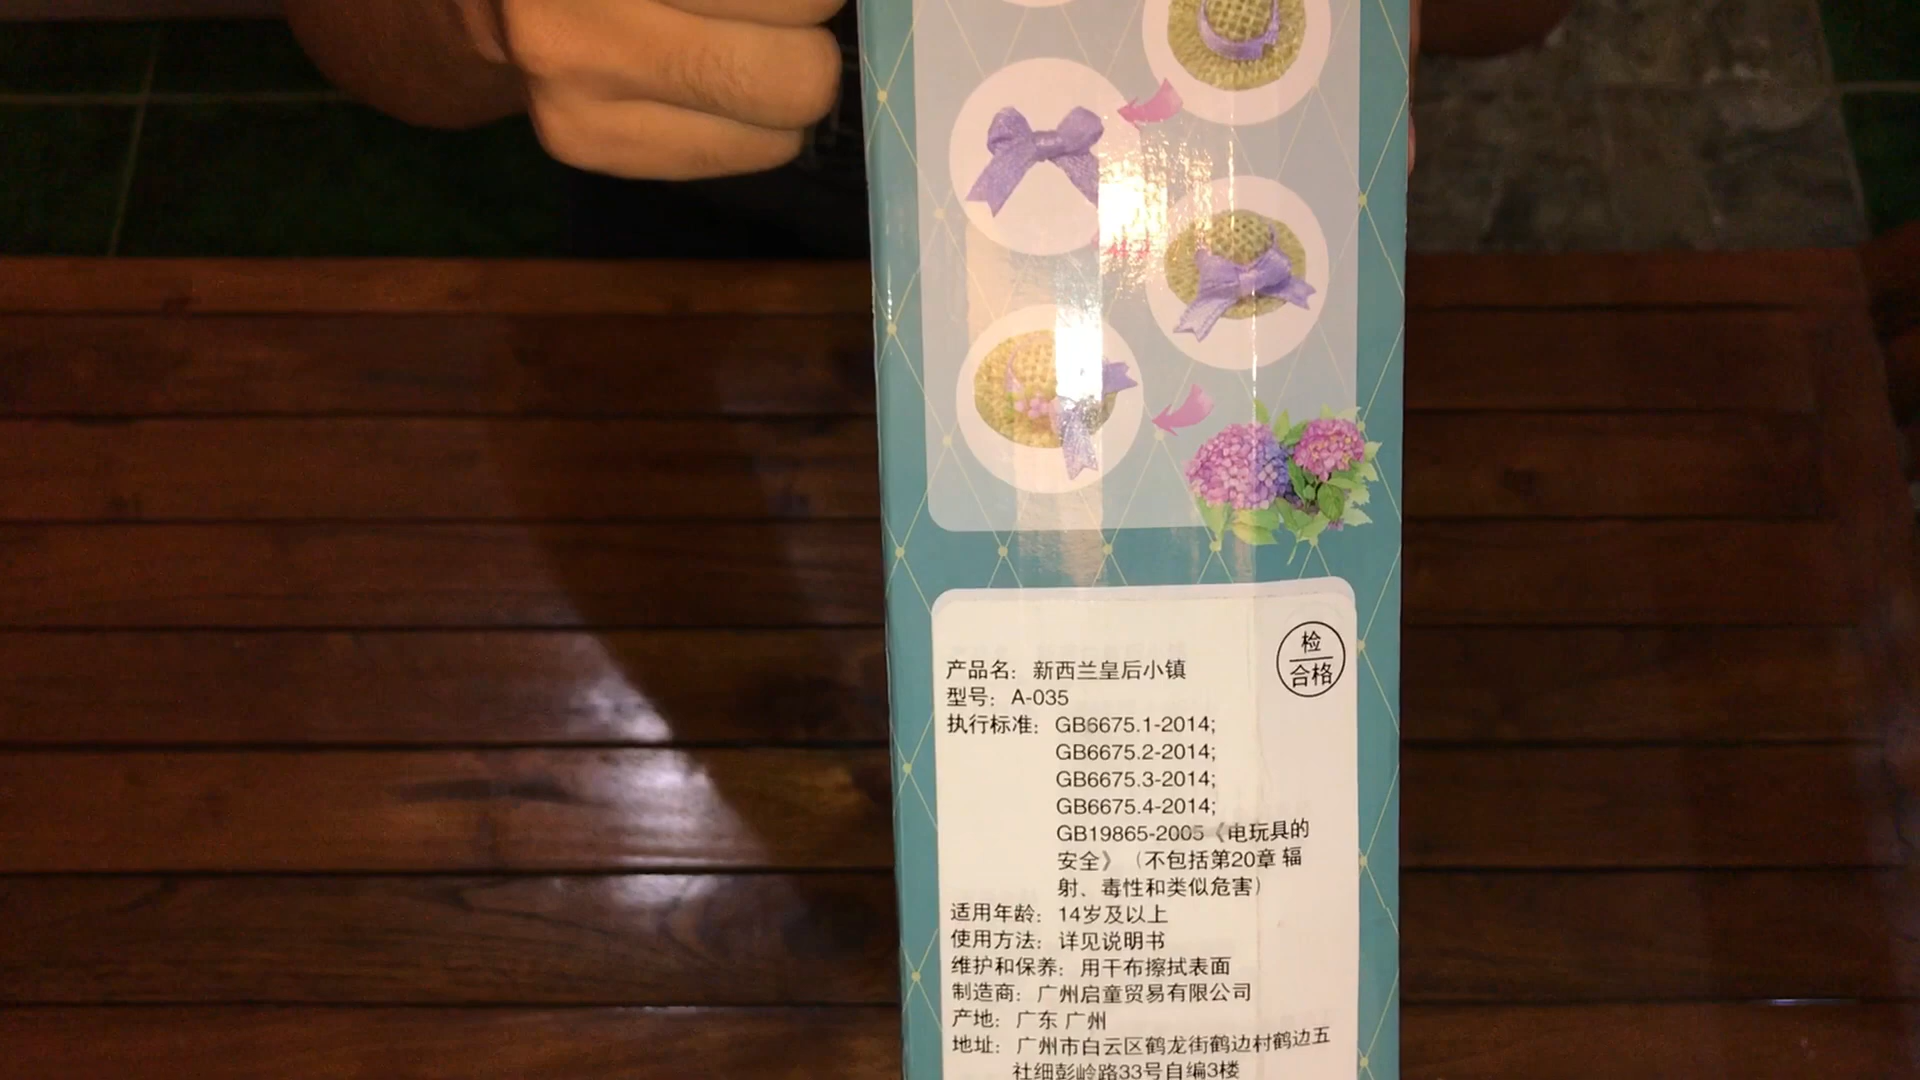 检
合格
产品名：新西兰皇后小镇
型号：A-035
执行标准：GB6675.1-2014;
GB6675.2-2014;
GB6675.3-2014;
GB6675.4-2014;
GB19865-2005《电玩具的
安全》（不包括第20章 辐
射、毒性和类似危害）
适用年龄：14岁及以上
使用方法：详见说明书
维护和保养：用干布擦拭表面
制造商：广州启童贸易有限公司
产地：广东 广州
地址：广州市白云区鹤龙街鹤边村鹤边五
社细彭岭路33号自编3楼